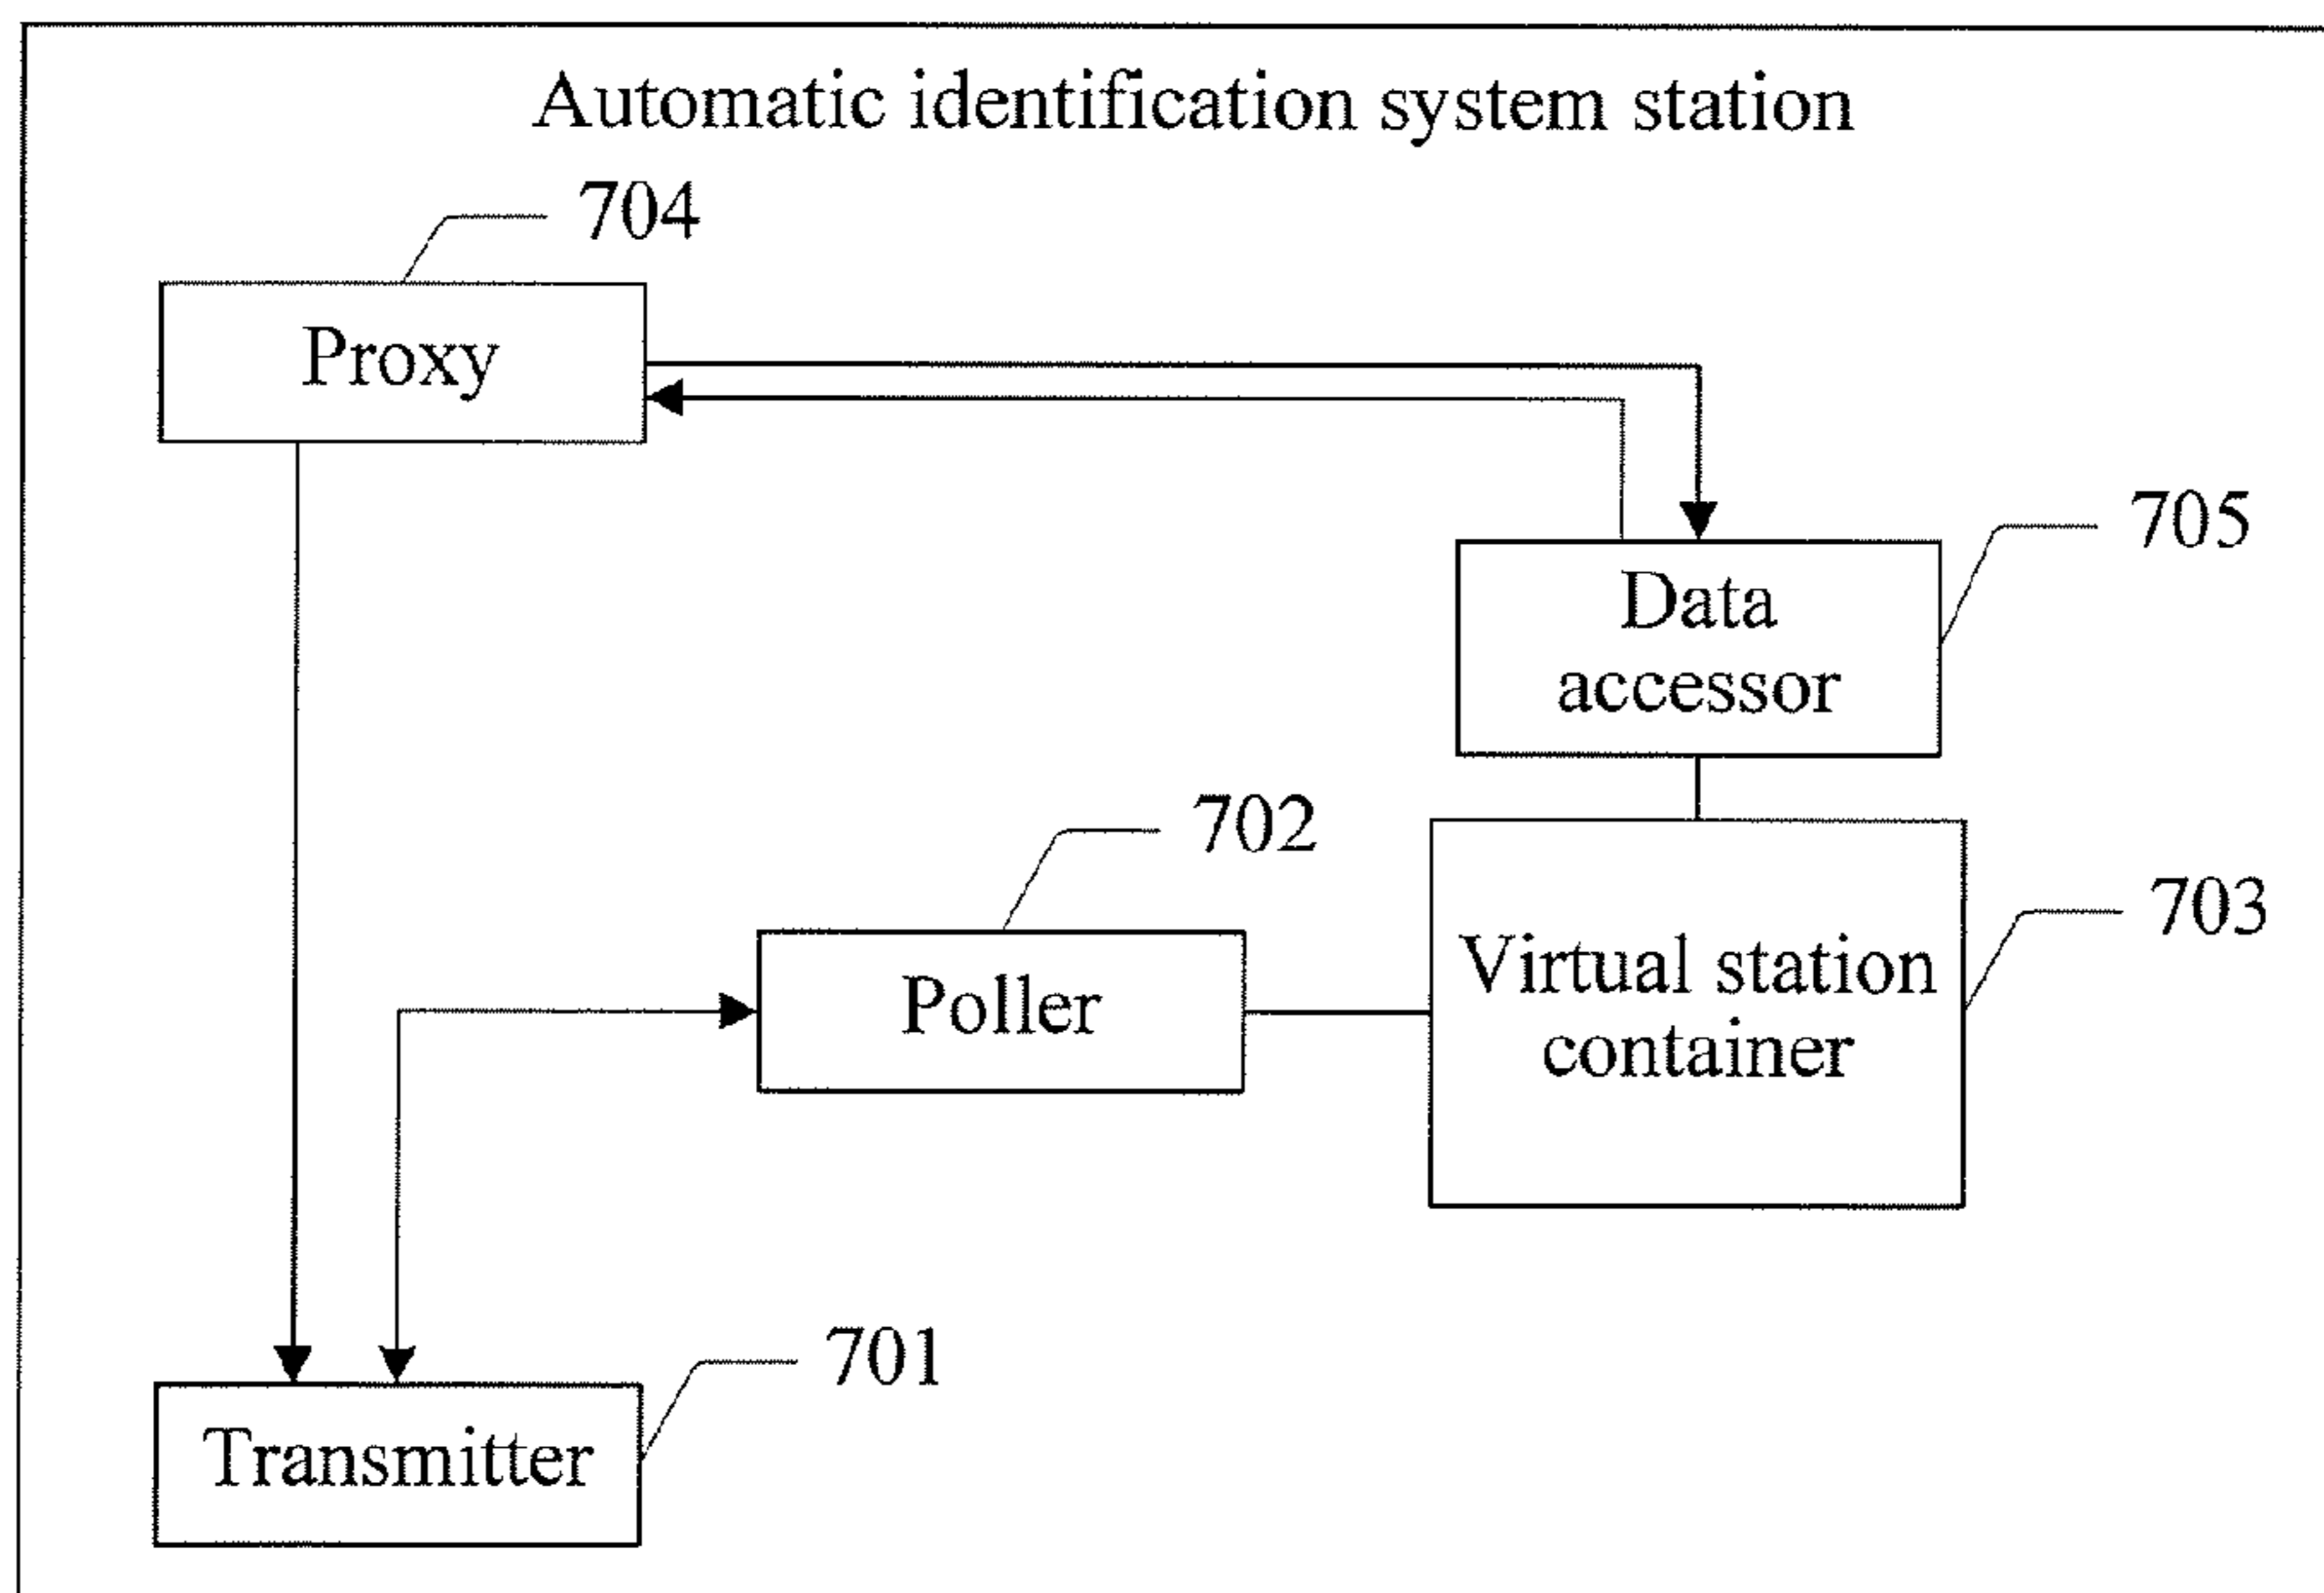 Automatic identification system station
704
Proxy
705
Data
accessor
702
703
Poller
Virtual station
container
701
Transmitter